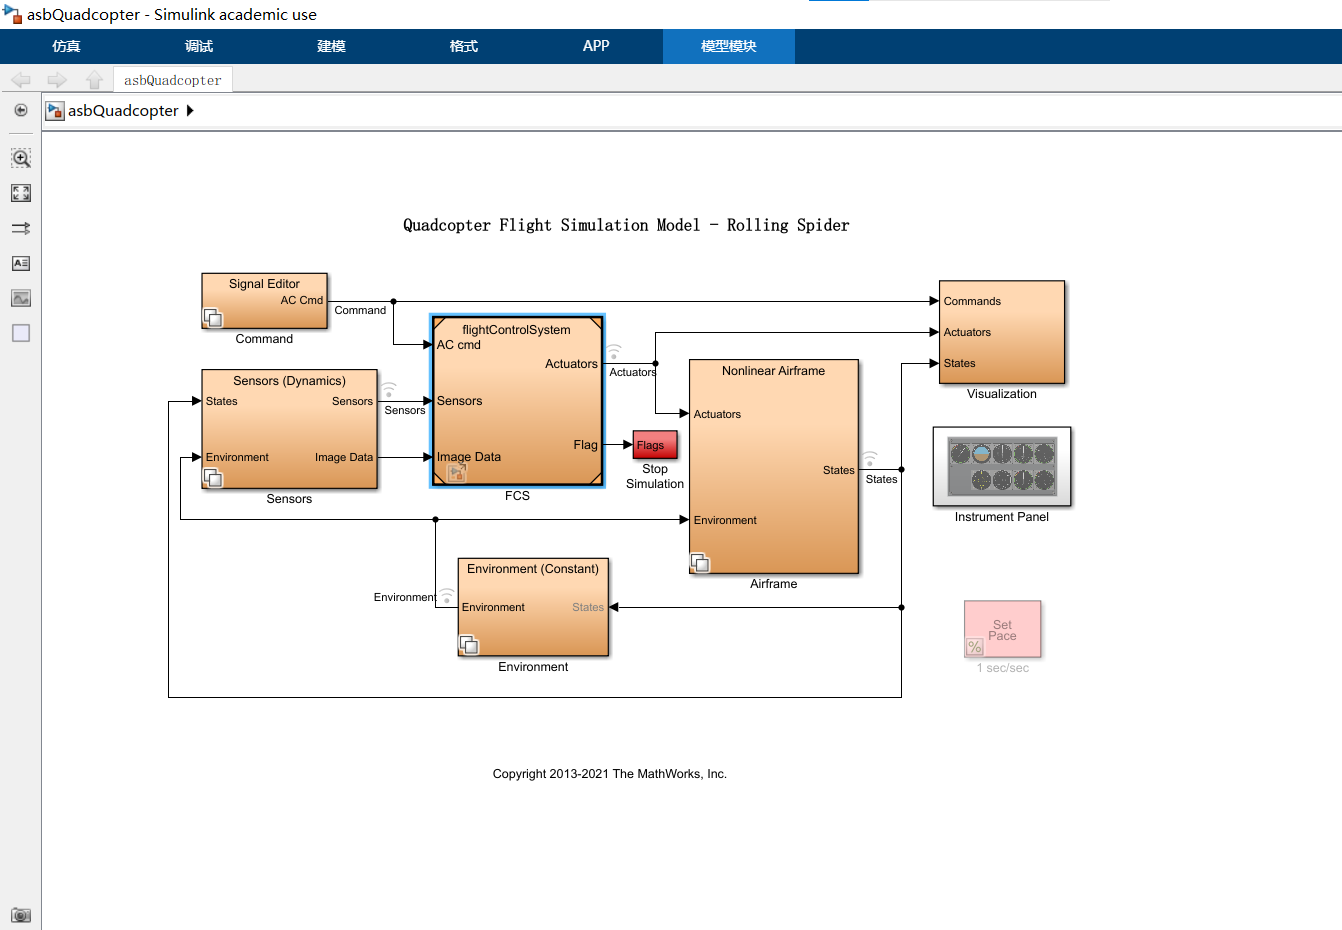 asbQuadcopter - Simulink academic use
仿真 调试 建模 格式 APP 模型模块
asbQuadcopter
asbQuadcopter
Quadcopter Flight Simulation Model - Rolling Spider
Signal Editor
AC Cmd
Command
Command
Sensors (Dynamics)
States
Sensors
Environment
Image Data
Sensors
Sensors
flightControlSystem
AC cmd
Actuators
Sensors
Flag
Image Data
FCS
Actuators
Flags
Stop
Simulation
Nonlinear Airframe
Actuators
States
Environment
Airframe
States
Commands
Actuators
States
Visualization
Instrument Panel
Environment (Constant)
Environment
Environment
States
Environment
Set
Pace
%
1 sec/sec
Copyright 2013-2021 The MathWorks, Inc.